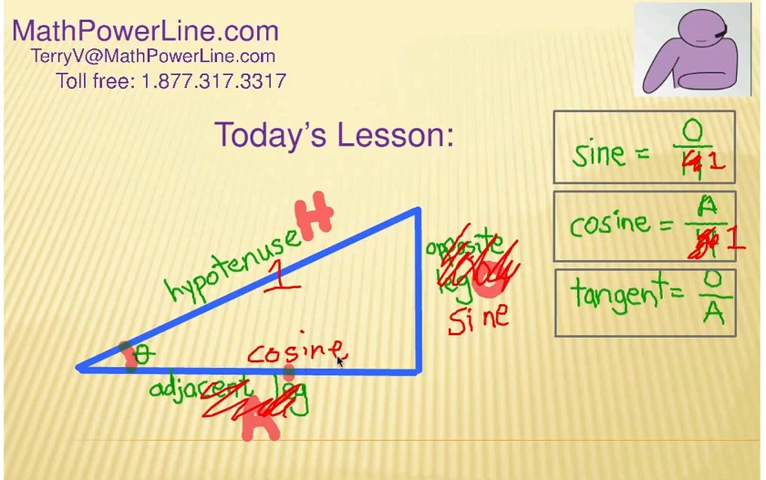 MathPowerLine.com
TerryV@MathPowerLine.com
Toll free: 1.877.317.3317
Today's Lesson:
sine = O
H 1
cosine = A
H 1
tangent = O
A
H
hypotenuse
1
opposite
leg
sine
θ
cosine
adjacent leg
A